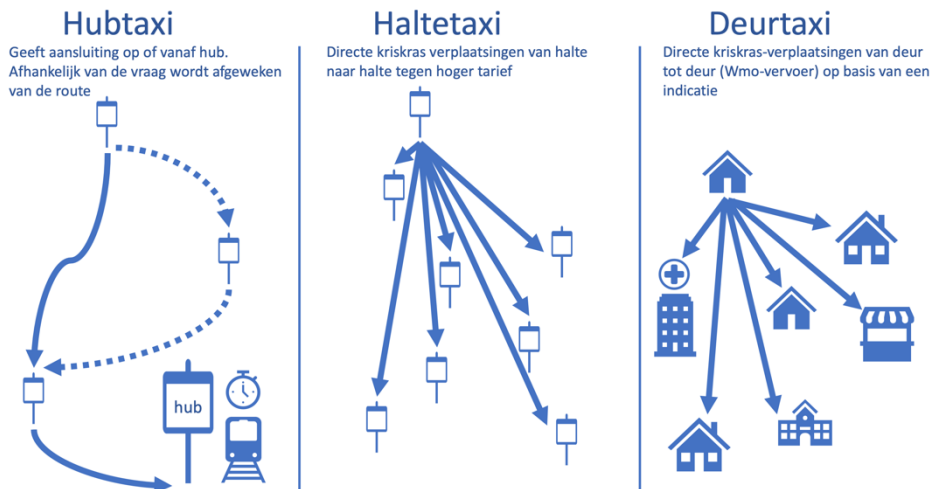 Hubtaxi
Geeft aansluiting op of vanaf hub.
Afhankelijk van de vraag wordt afgeweken
van de route
hub
Haltetaxi
Directe kriskras verplaatsingen van halte
naar halte tegen hoger tarief
Deurtaxi
Directe kriskras-verplaatsingen van deur
tot deur (Wmo-vervoer) op basis van een
indicatie